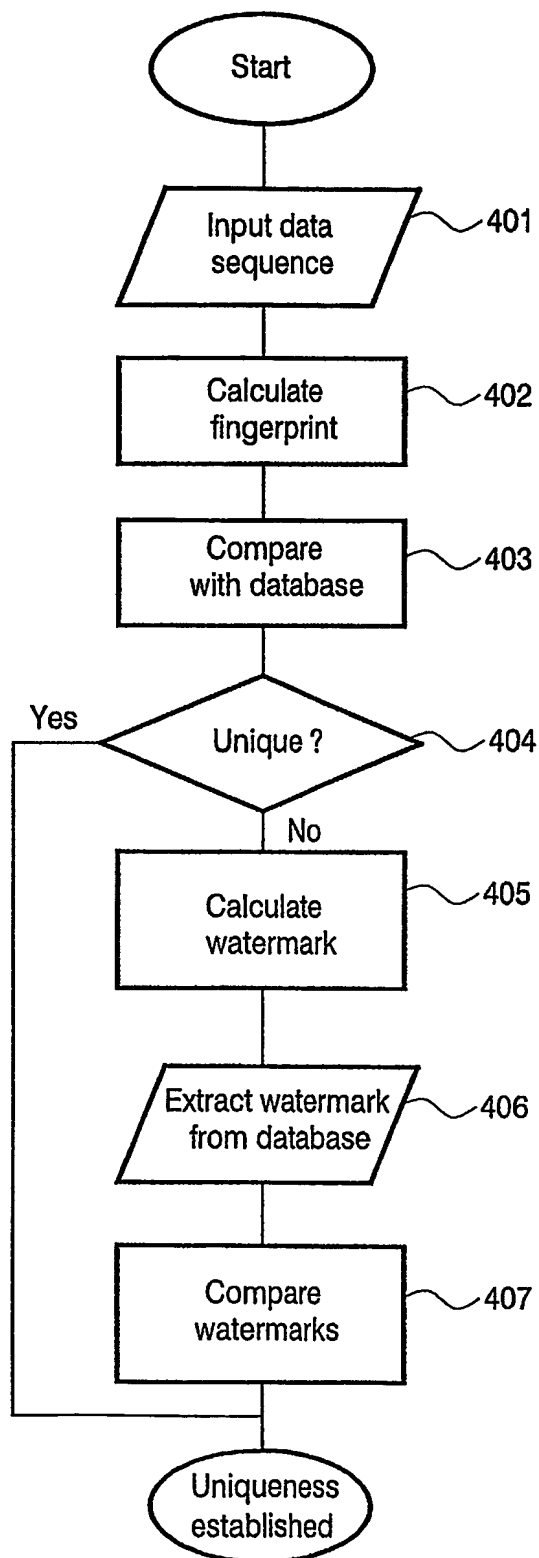 Start
Input data
sequence
401
Calculate
fingerprint
402
Compare
with database
403
Yes
Unique ?
404
No
Calculate
watermark
405
Extract watermark
from database
406
Compare
watermarks
407
Uniqueness
established